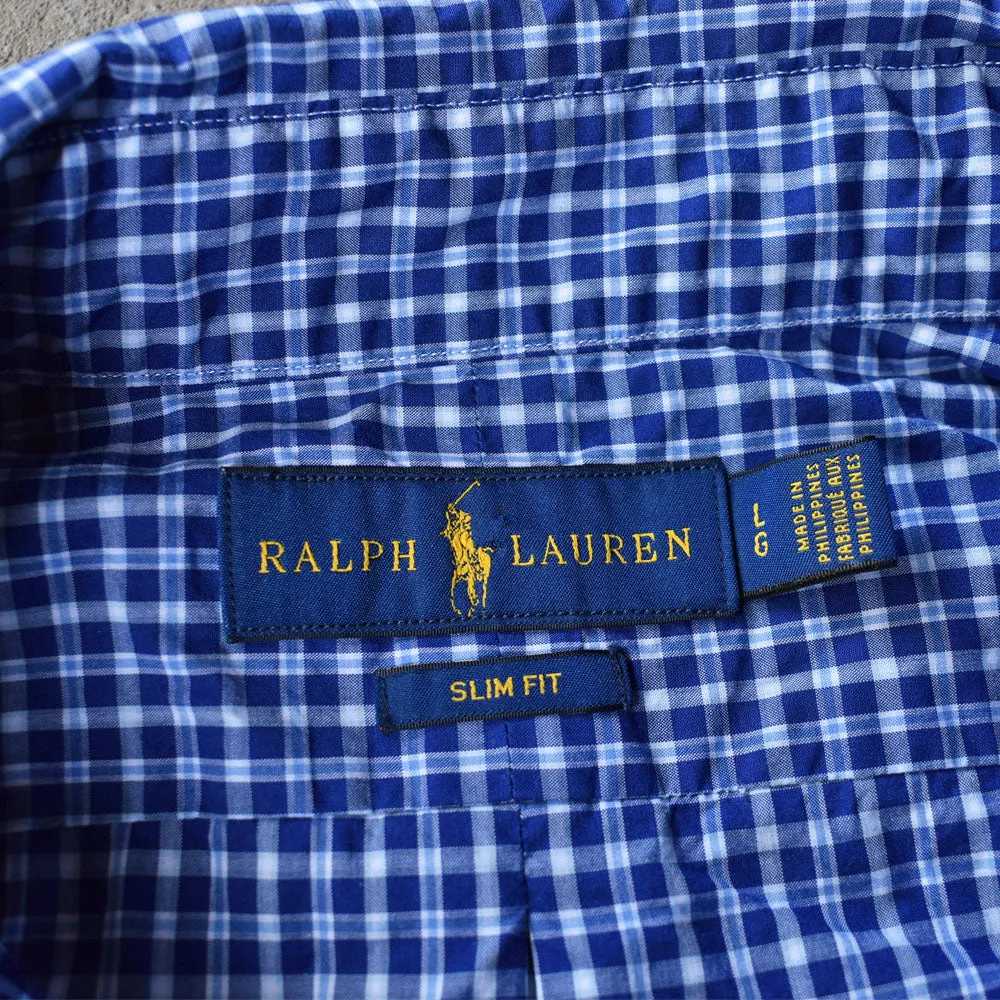 RALPH LAUREN
L
G
MADE IN
PHILIPPINES
FABRIQUÉ AUX
PHILIPPINES
SLIM FIT